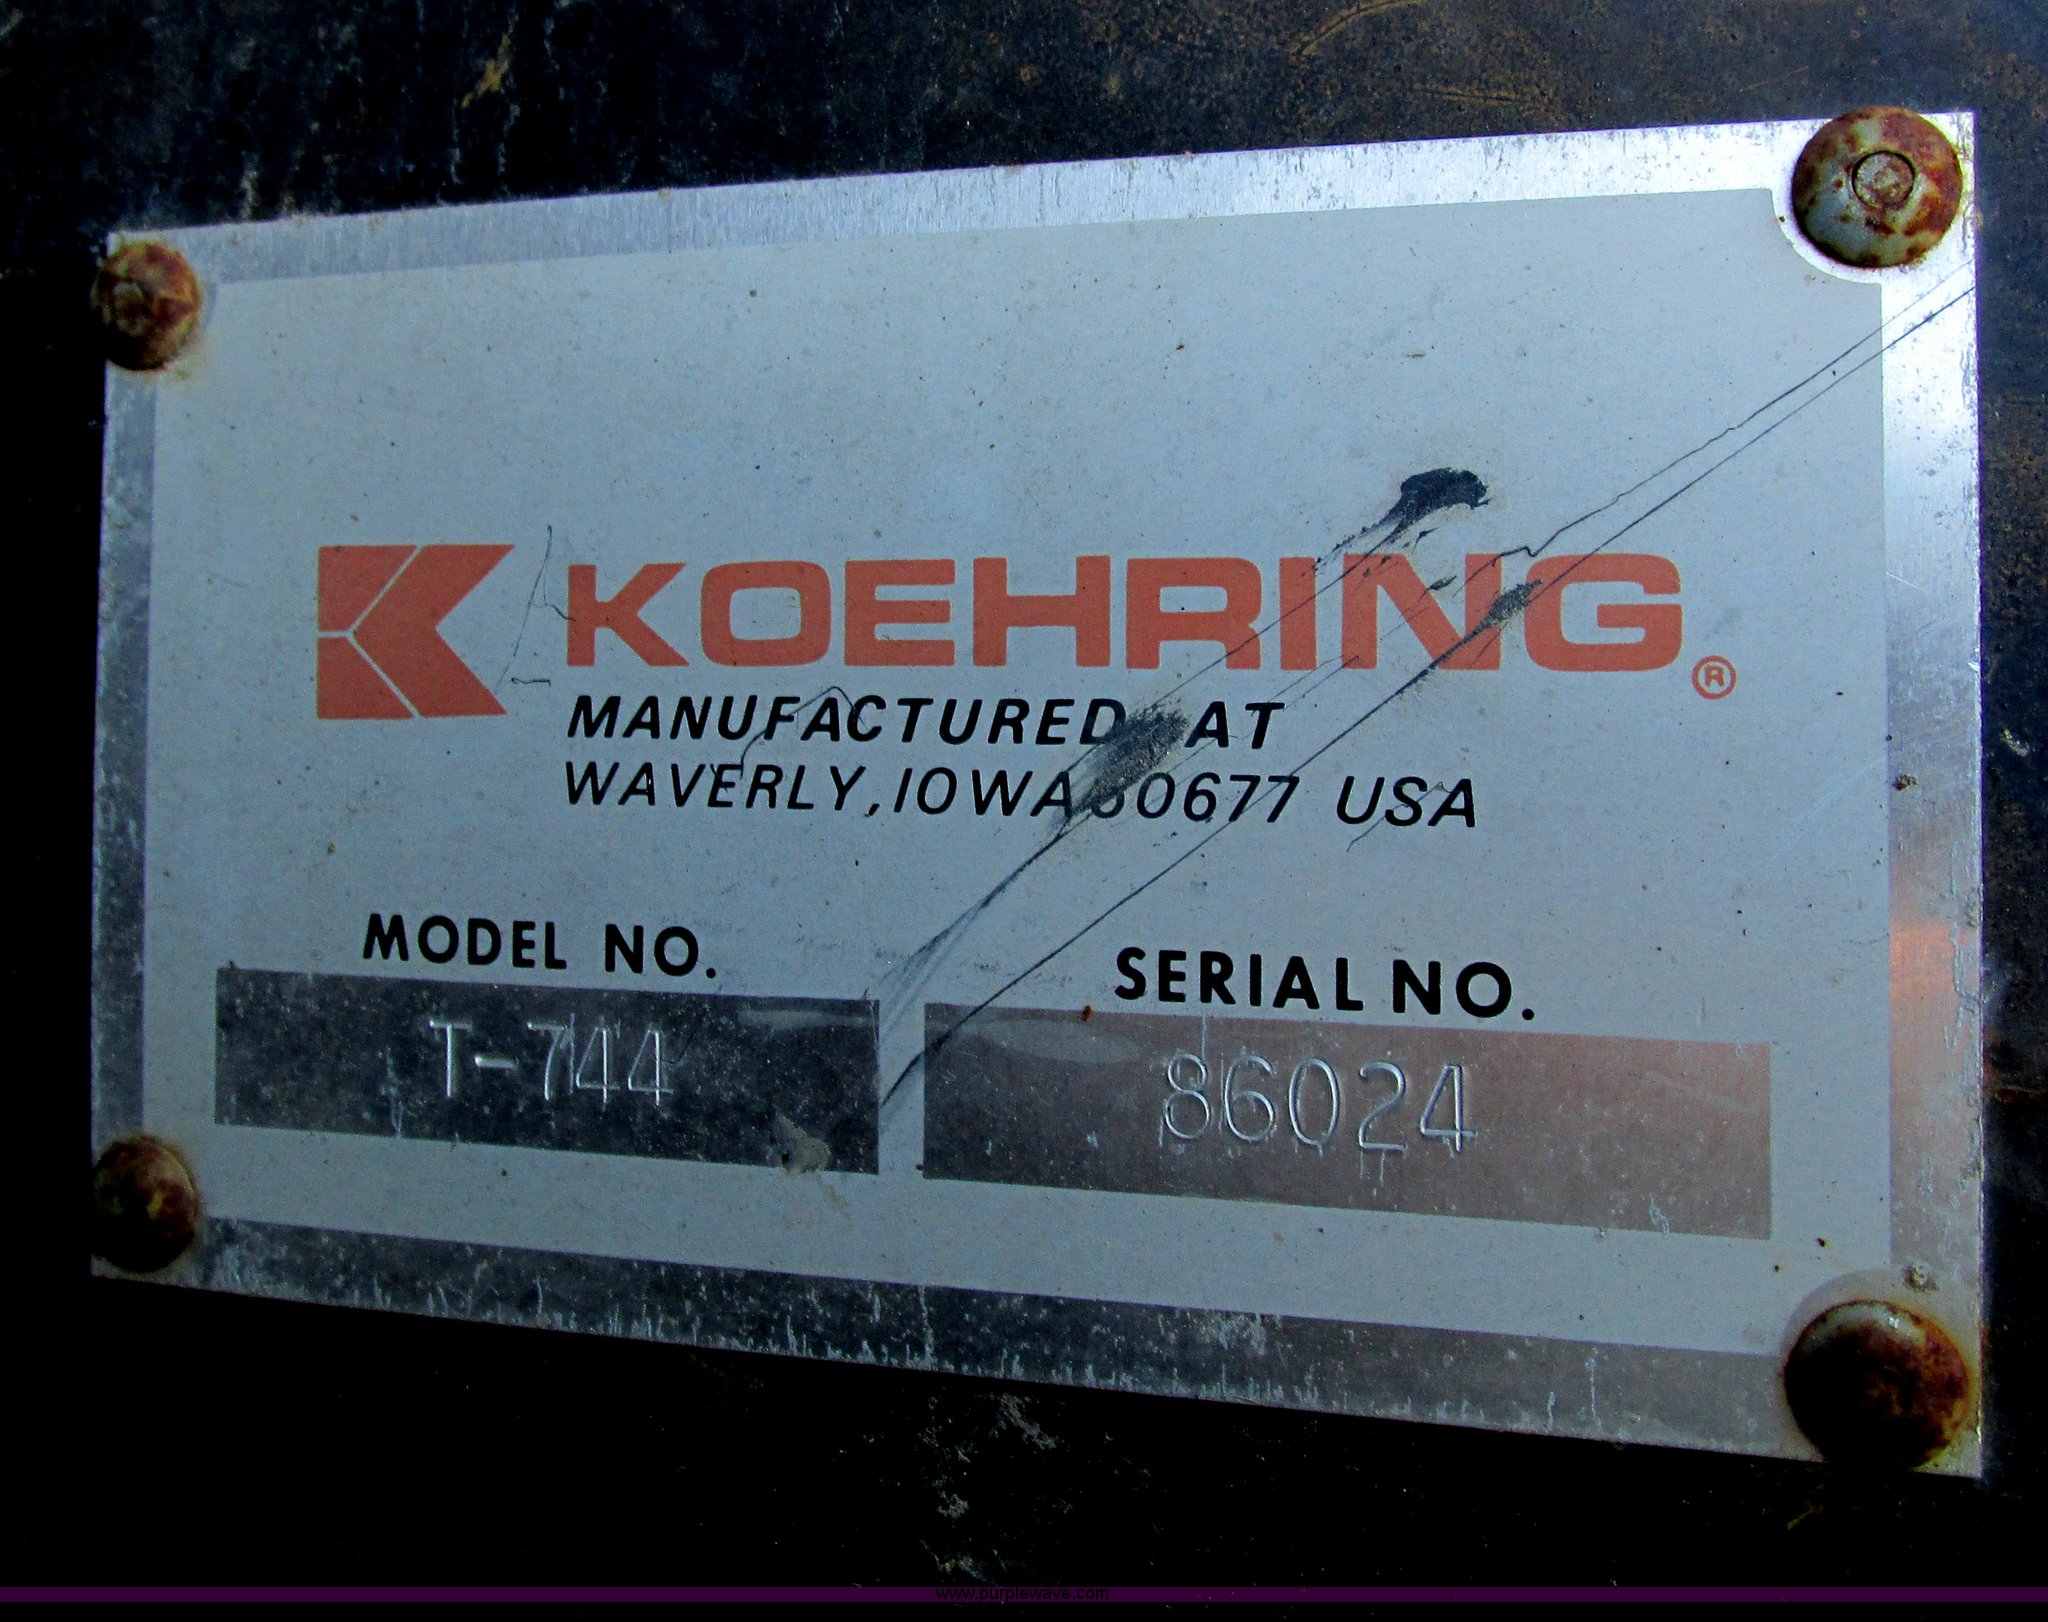 KOEHRING®
MANUFACTURED AT
WAVERLY, IOWA 50677 USA
MODEL NO.
T-744
SERIAL NO.
86024
www.purplewave.com